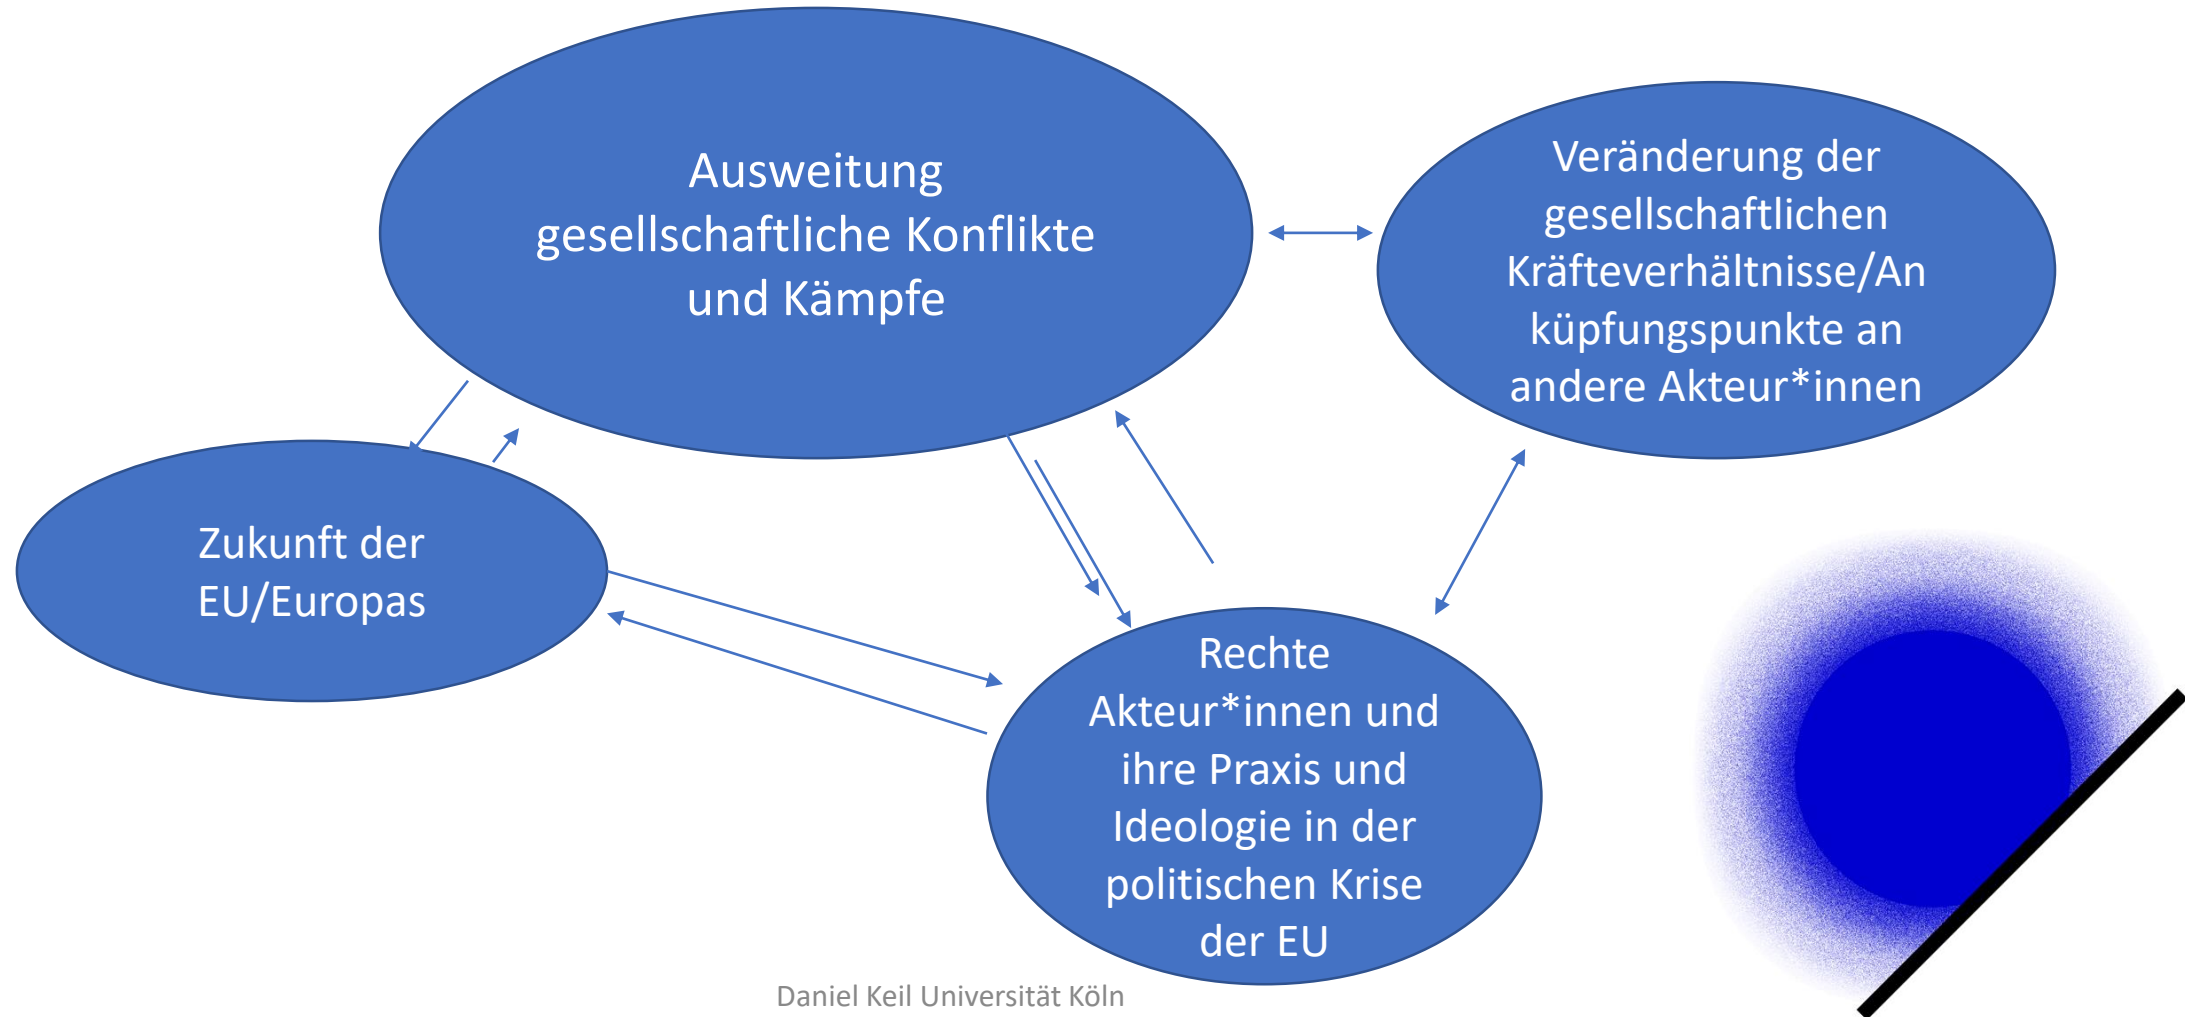 Ausweitung
gesellschaftliche Konflikte
und Kämpfe
Veränderung der
gesellschaftlichen
Kräfteverhältnisse/An
küpfungspunkte an
andere Akteur*innen
Zukunft der
EU/Europas
Rechte
Akteur*innen und
ihre Praxis und
Ideologie in der
politischen Krise
der EU
Daniel Keil Universität Köln